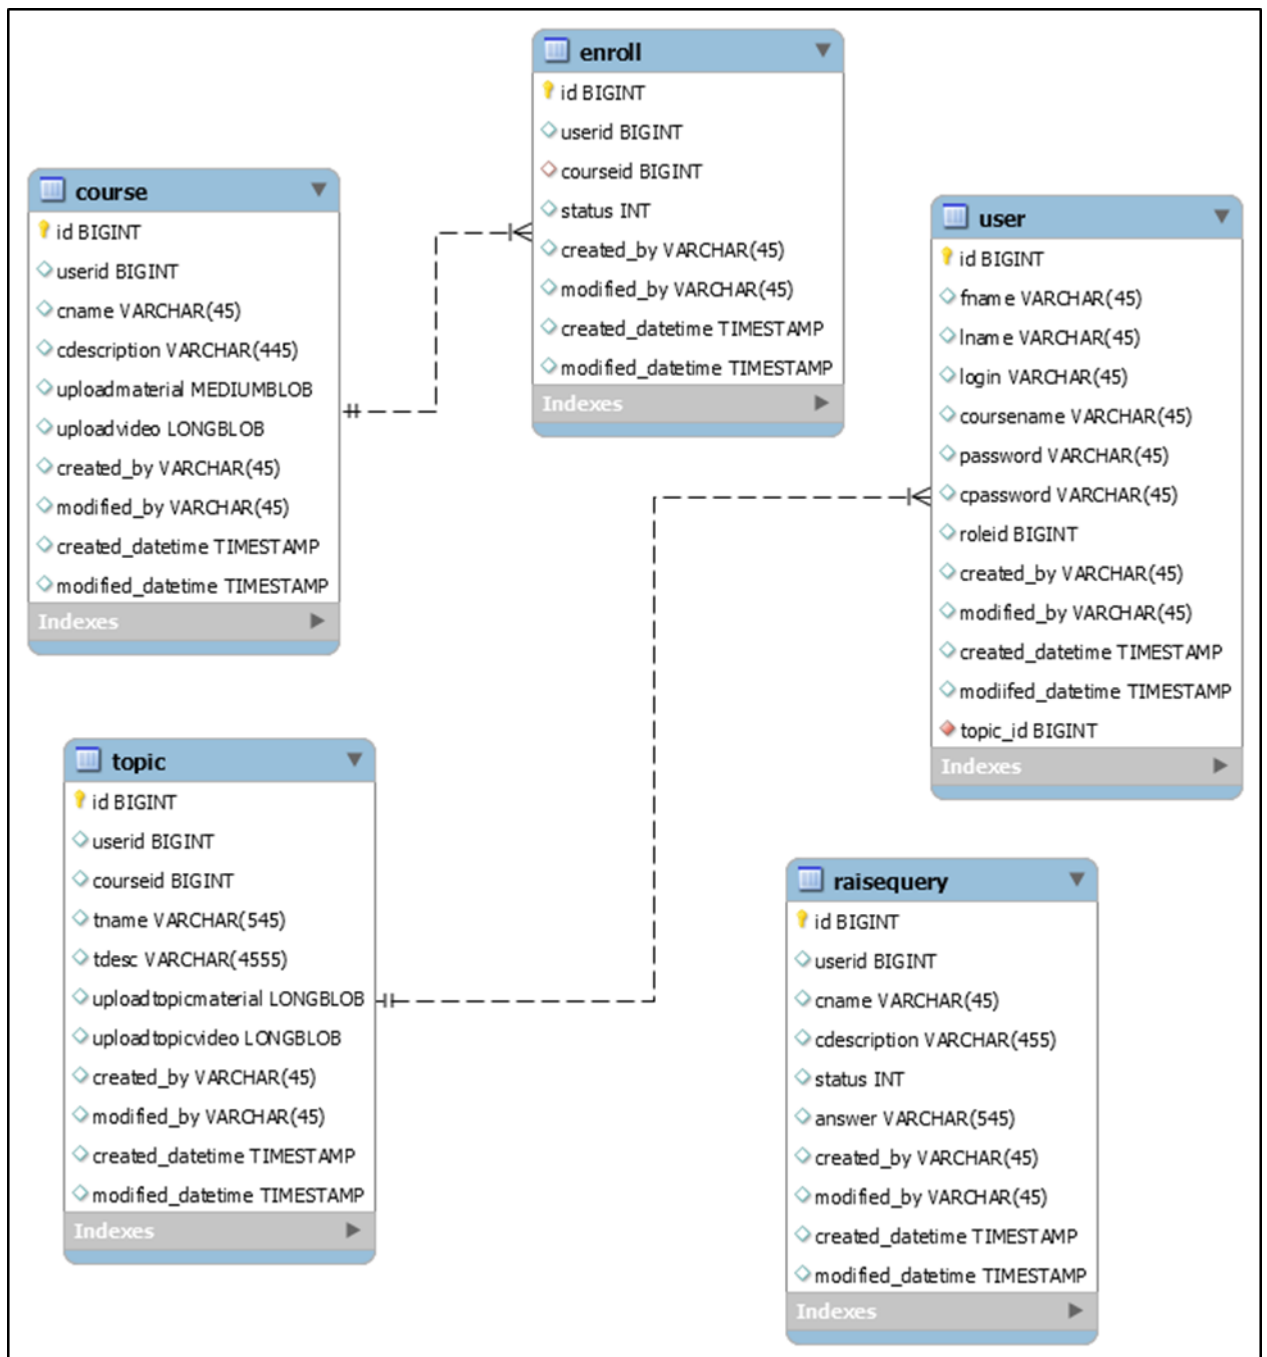 enroll
id BIGINT
userid BIGINT
courseid BIGINT
status INT
created_by VARCHAR(45)
modified_by VARCHAR(45)
created_datetime TIMESTAMP
modified_datetime TIMESTAMP
Indexes
course
id BIGINT
userid BIGINT
cname VARCHAR(45)
cdescription VARCHAR(445)
uploadmaterial MEDIUMBLOB
uploadvideo LONGBLOB
created_by VARCHAR(45)
modified_by VARCHAR(45)
created_datetime TIMESTAMP
modified_datetime TIMESTAMP
Indexes
user
id BIGINT
fname VARCHAR(45)
lname VARCHAR(45)
login VARCHAR(45)
coursename VARCHAR(45)
password VARCHAR(45)
cpassword VARCHAR(45)
roleid BIGINT
created_by VARCHAR(45)
modified_by VARCHAR(45)
created_datetime TIMESTAMP
modiifed_datetime TIMESTAMP
topic_id BIGINT
Indexes
topic
id BIGINT
userid BIGINT
courseid BIGINT
tname VARCHAR(545)
tdesc VARCHAR(4555)
uploadtopicmaterial LONGBLOB
uploadtopicvideo LONGBLOB
created_by VARCHAR(45)
modified_by VARCHAR(45)
created_datetime TIMESTAMP
modified_datetime TIMESTAMP
Indexes
raisequery
id BIGINT
userid BIGINT
cname VARCHAR(45)
cdescription VARCHAR(455)
status INT
answer VARCHAR(545)
created_by VARCHAR(45)
modified_by VARCHAR(45)
created_datetime TIMESTAMP
modified_datetime TIMESTAMP
Indexes